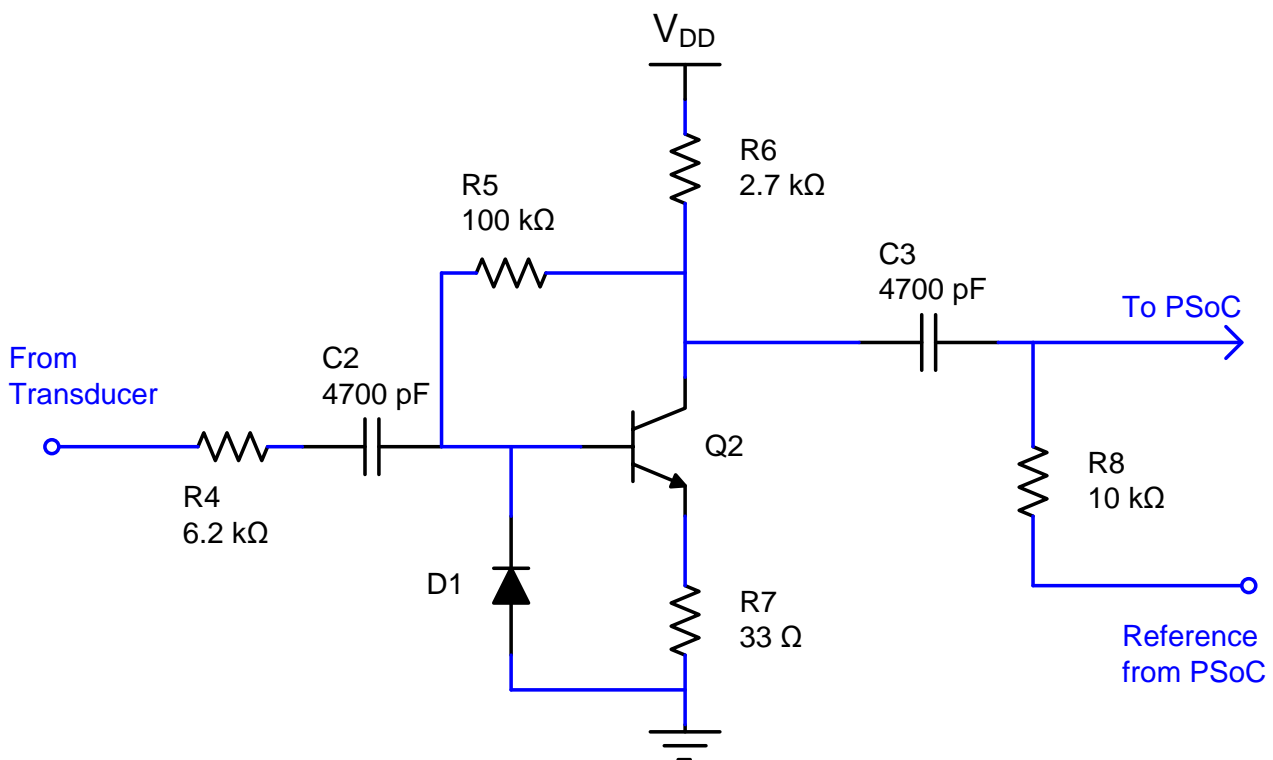 VDD
R6
2.7 kΩ
R5
100 kΩ
C3
4700 pF
To PSoC
From
Transducer
C2
4700 pF
Q2
R4
6.2 kΩ
R8
10 kΩ
D1
R7
33 Ω
Reference
from PSoC